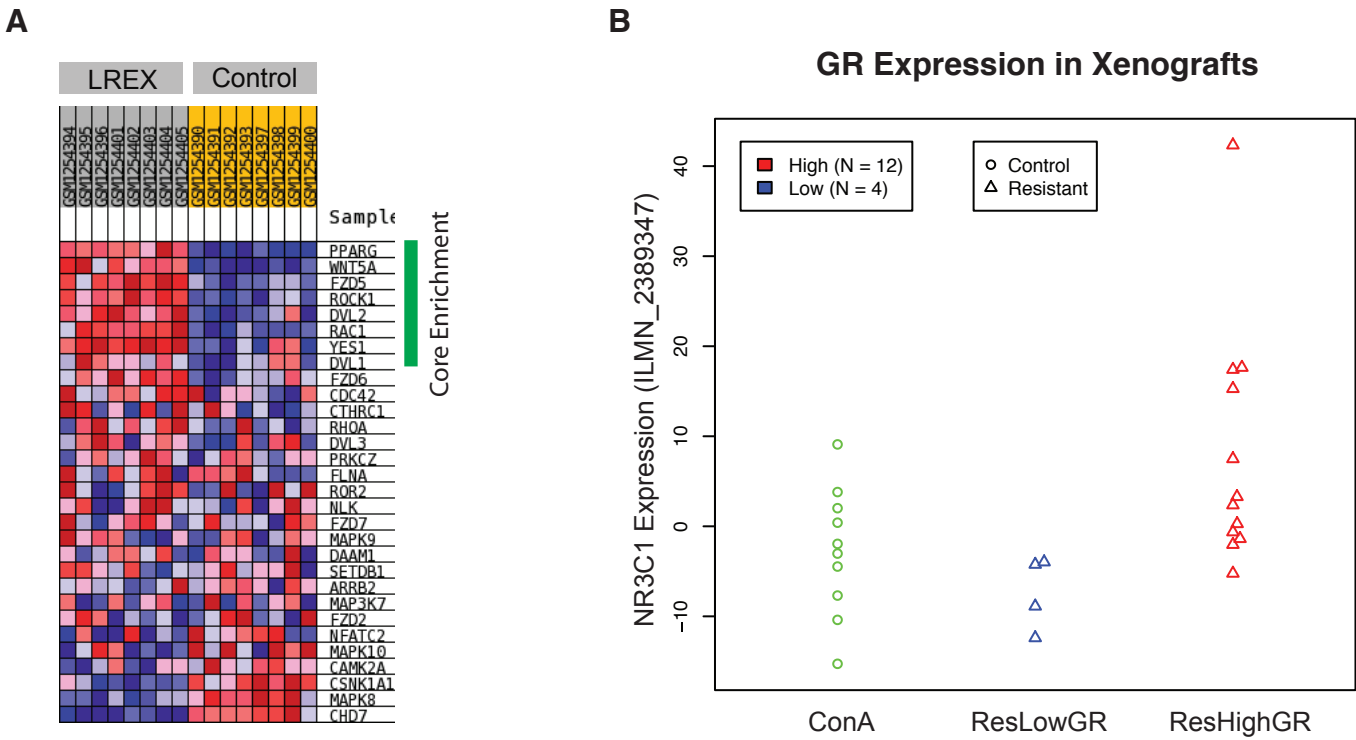 A
LREX Control
GSM1254394
GSM1254395
GSM1254396
GSM1254401
GSM1254402
GSM1254403
GSM1254404
GSM1254405
GSM1254390
GSM1254391
GSM1254392
GSM1254393
GSM1254397
GSM1254398
GSM1254399
GSM1254400
Sample
PPARG
WNT5A
FZD5
ROCK1
DVL2
RAC1
YES1
DVL1
FZD6
CDC42
CTHRC1
RHOA
DVL3
PRKCZ
FLNA
ROR2
NLK
FZD7
MAPK9
DAAM1
SETDB1
ARRB2
MAP3K7
FZD2
NFATC2
MAPK10
CAMK2A
CSNK1A1
MAPK8
CHD7
Core Enrichment
B
GR Expression in Xenografts
High (N = 12)
Low (N = 4)
Control
Resistant
NR3C1 Expression (ILMN_2389347)
40
30
20
10
0
−10
ConA ResLowGR ResHighGR